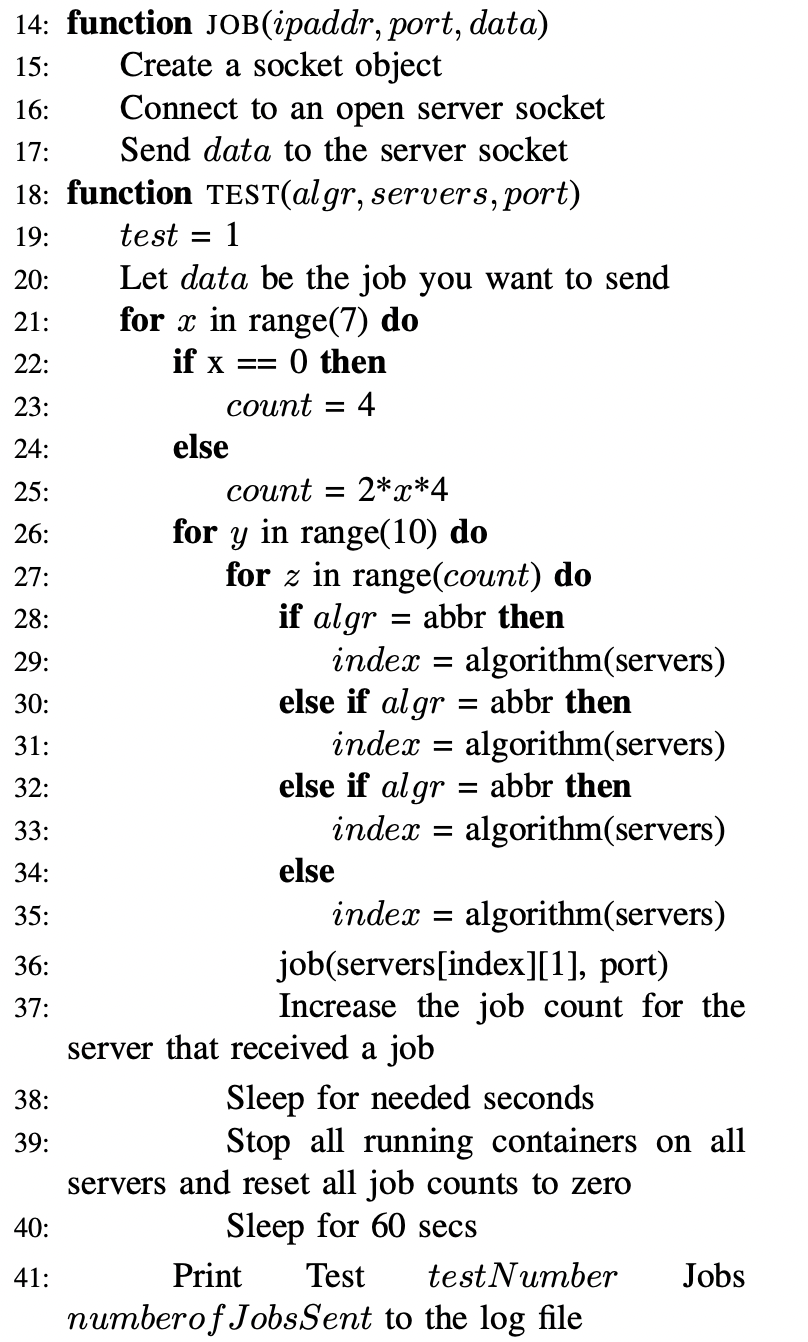 14: function JOB(ipaddr, port, data)
15: Create a socket object
16: Connect to an open server socket
17: Send data to the server socket
18: function TEST(algr, servers, port)
19: test = 1
20: Let data be the job you want to send
21: for x in range(7) do
22: if x == 0 then
23: count = 4
24: else
25: count = 2*x*4
26: for y in range(10) do
27: for z in range(count) do
28: if algr = abbr then
29: index = algorithm(servers)
30: else if algr = abbr then
31: index = algorithm(servers)
32: else if algr = abbr then
33: index = algorithm(servers)
34: else
35: index = algorithm(servers)
36: job(servers[index][1], port)
37: Increase the job count for the
server that received a job
38: Sleep for needed seconds
39: Stop all running containers on all
servers and reset all job counts to zero
40: Sleep for 60 secs
41: Print Test testNumber Jobs
numberofJobsSent to the log file